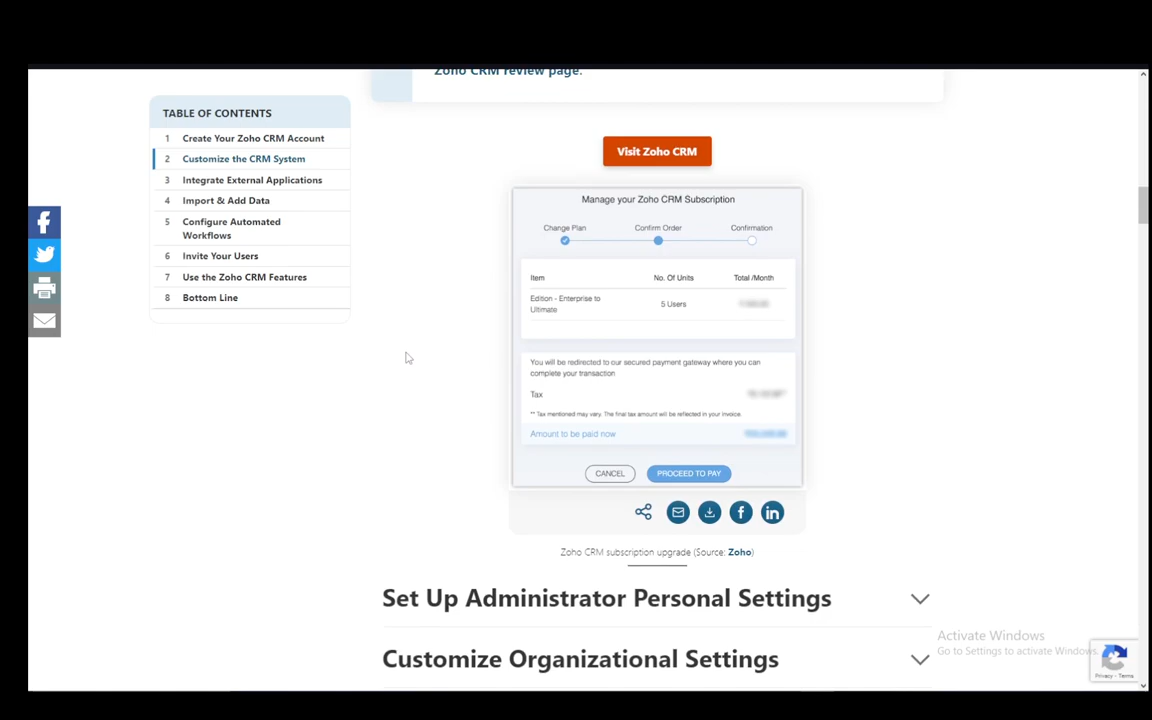 Zoho CRM review page.
TABLE OF CONTENTS
1 Create Your Zoho CRM Account
2 Customize the CRM System
3 Integrate External Applications
4 Import & Add Data
5 Configure Automated
Workflows
6 Invite Your Users
7 Use the Zoho CRM Features
8 Bottom Line
Visit Zoho CRM
Manage your Zoho CRM Subscription
Change Plan Confirm Order Confirmation
Item No. Of Units Total /Month
Edition - Enterprise to
Ultimate
5 Users
You will be redirected to our secured payment gateway where you can
complete your transaction
Tax
** Tax mentioned may vary. The final tax amount will be reflected in your invoice.
Amount to be paid now
CANCEL PROCEED TO PAY
Zoho CRM subscription upgrade (Source: Zoho)
Set Up Administrator Personal Settings
Customize Organizational Settings
Activate Windows
Go to Settings to activate Windows.
Privacy - Terms